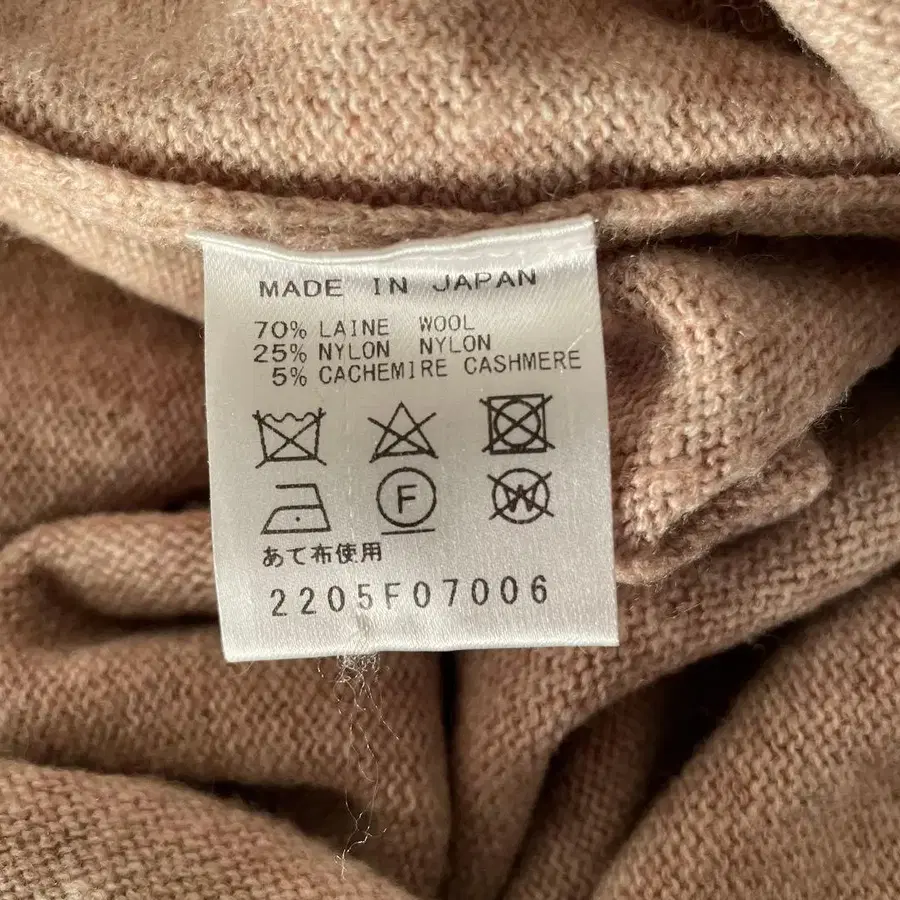 MADE IN JAPAN
70% LAINE WOOL
25% NYLON NYLON
5% CACHEMIRE CASHMERE
F W
あて布使用
2205F07006